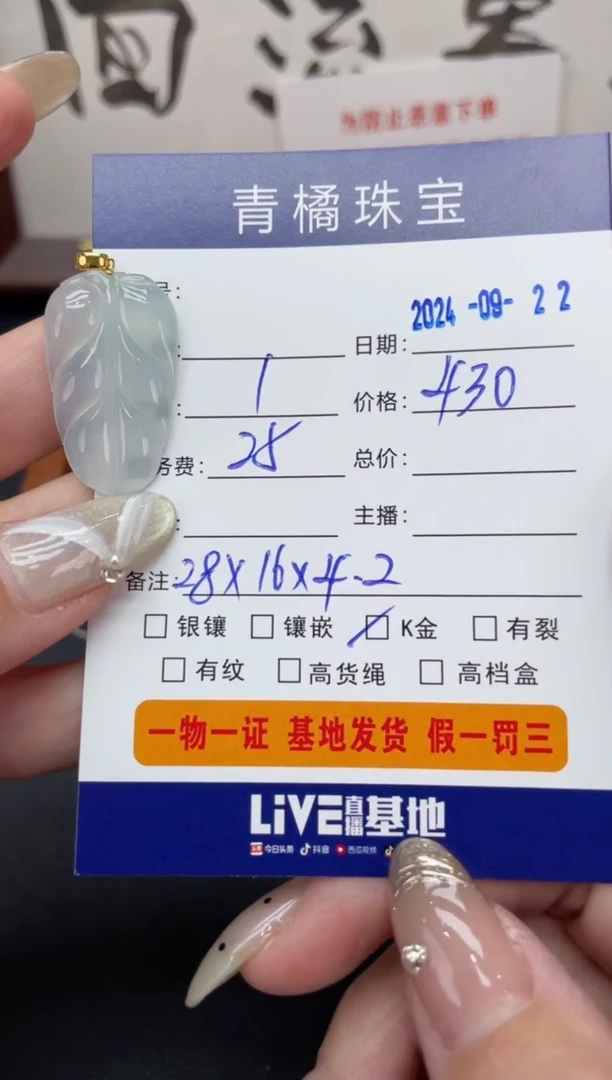 为防止恶意下单
青橘珠宝
号:
2024-09-22
: 日期:
: 1 价格: 430
务费: 25 总价:
: 主播:
备注: 28×16×4.2
银镶 镶嵌 K金 有裂
有纹 高货绳 高档盒
一物一证 基地发货 假一罚三
LiVE直播基地
今日头条 抖音 西瓜视频